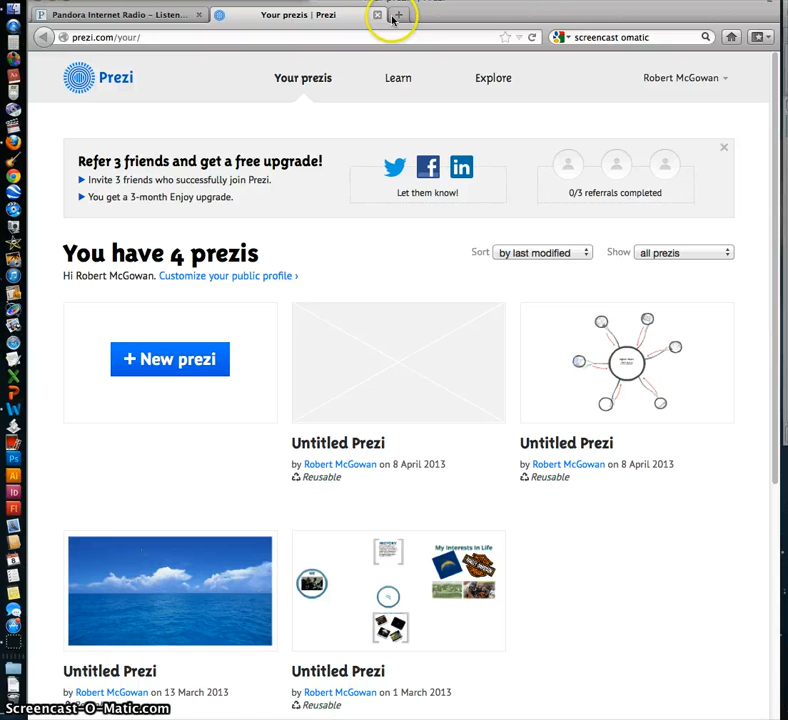 Pandora Internet Radio – Listen...
Your prezis | Prezi
prezi.com/your/
screencast omatic
Prezi
Your prezis
Learn
Explore
Robert McGowan
Refer 3 friends and get a free upgrade!
Invite 3 friends who successfully join Prezi.
You get a 3-month Enjoy upgrade.
Let them know!
0/3 referrals completed
You have 4 prezis
Sort by last modified
Show all prezis
Hi Robert McGowan. Customize your public profile ›
+ New prezi
Untitled Prezi
by Robert McGowan on 8 April 2013
Reusable
Untitled Prezi
by Robert McGowan on 8 April 2013
Reusable
My Interests In Life
Untitled Prezi
by Robert McGowan on 13 March 2013
Untitled Prezi
by Robert McGowan on 1 March 2013
Reusable
Screencast-O-Matic.com